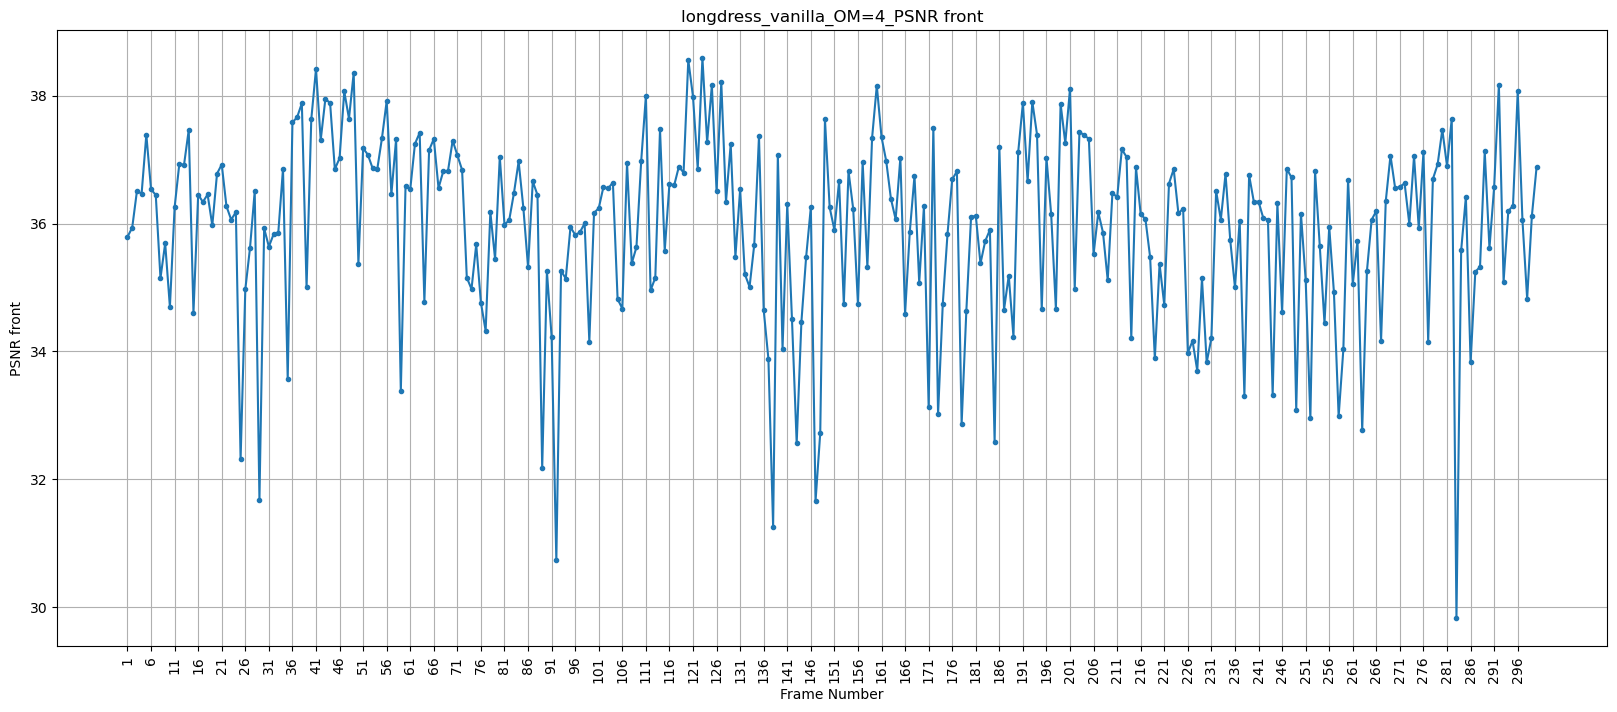 longdress_vanilla_OM=4_PSNR front
PSNR front
38
36
34
32
30
1 6 11 16 21 26 31 36 41 46 51 56 61 66 71 76 81 86 91 96 101 106 111 116 121 126 131 136 141 146 151 156 161 166 171 176 181 186 191 196 201 206 211 216 221 226 231 236 241 246 251 256 261 266 271 276 281 286 291 296
Frame Number